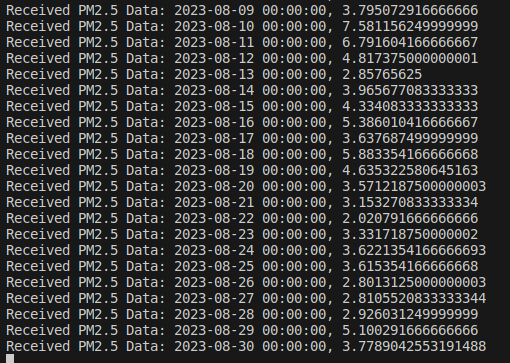 Received PM2.5 Data: 2023-08-09 00:00:00, 3.795072916666666
Received PM2.5 Data: 2023-08-10 00:00:00, 7.581156249999999
Received PM2.5 Data: 2023-08-11 00:00:00, 6.791604166666667
Received PM2.5 Data: 2023-08-12 00:00:00, 4.817375000000001
Received PM2.5 Data: 2023-08-13 00:00:00, 2.85765625
Received PM2.5 Data: 2023-08-14 00:00:00, 3.965677083333333
Received PM2.5 Data: 2023-08-15 00:00:00, 4.334083333333333
Received PM2.5 Data: 2023-08-16 00:00:00, 5.386010416666667
Received PM2.5 Data: 2023-08-17 00:00:00, 3.637687499999999
Received PM2.5 Data: 2023-08-18 00:00:00, 5.883354166666668
Received PM2.5 Data: 2023-08-19 00:00:00, 4.635322580645163
Received PM2.5 Data: 2023-08-20 00:00:00, 3.5712187500000003
Received PM2.5 Data: 2023-08-21 00:00:00, 3.153270833333334
Received PM2.5 Data: 2023-08-22 00:00:00, 2.020791666666666
Received PM2.5 Data: 2023-08-23 00:00:00, 3.331718750000002
Received PM2.5 Data: 2023-08-24 00:00:00, 3.6221354166666693
Received PM2.5 Data: 2023-08-25 00:00:00, 3.615354166666668
Received PM2.5 Data: 2023-08-26 00:00:00, 2.8013125000000003
Received PM2.5 Data: 2023-08-27 00:00:00, 2.8105520833333344
Received PM2.5 Data: 2023-08-28 00:00:00, 2.926031249999999
Received PM2.5 Data: 2023-08-29 00:00:00, 5.100291666666666
Received PM2.5 Data: 2023-08-30 00:00:00, 3.7789042553191488